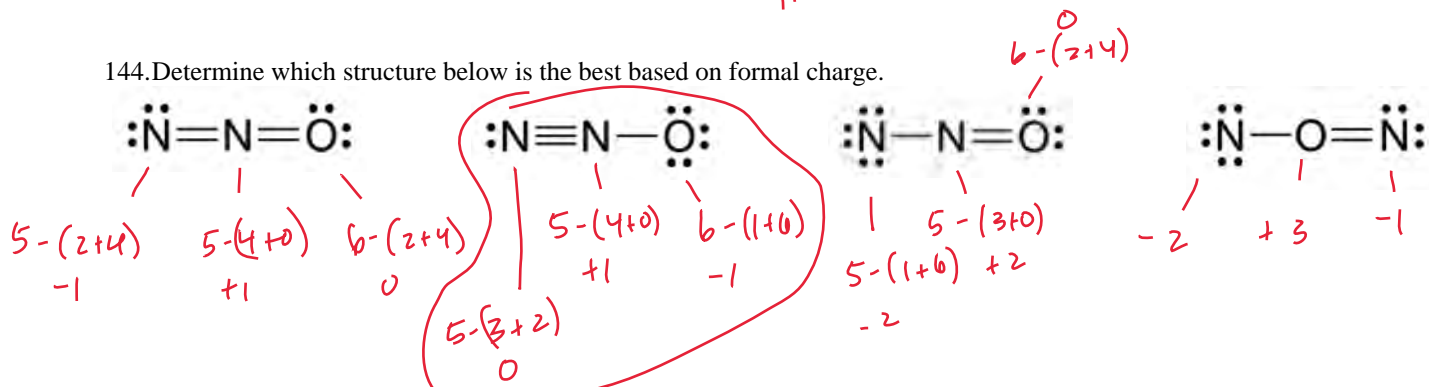 0
6-(2+4)
144.Determine which structure below is the best based on formal charge.
:N̈=N=Ö: :N≡N—Ö̤: :N̤̈—N=Ö: :N̤̈—O=N̈:
5-(2+4) 5-(4+0) 6-(2+4) 5-(4+0) 6-(1+6) 5-(3+0) -2 +3 -1
-1 +1 0 +1 -1 5-(1+6) +2
5-(3+2) -2
0